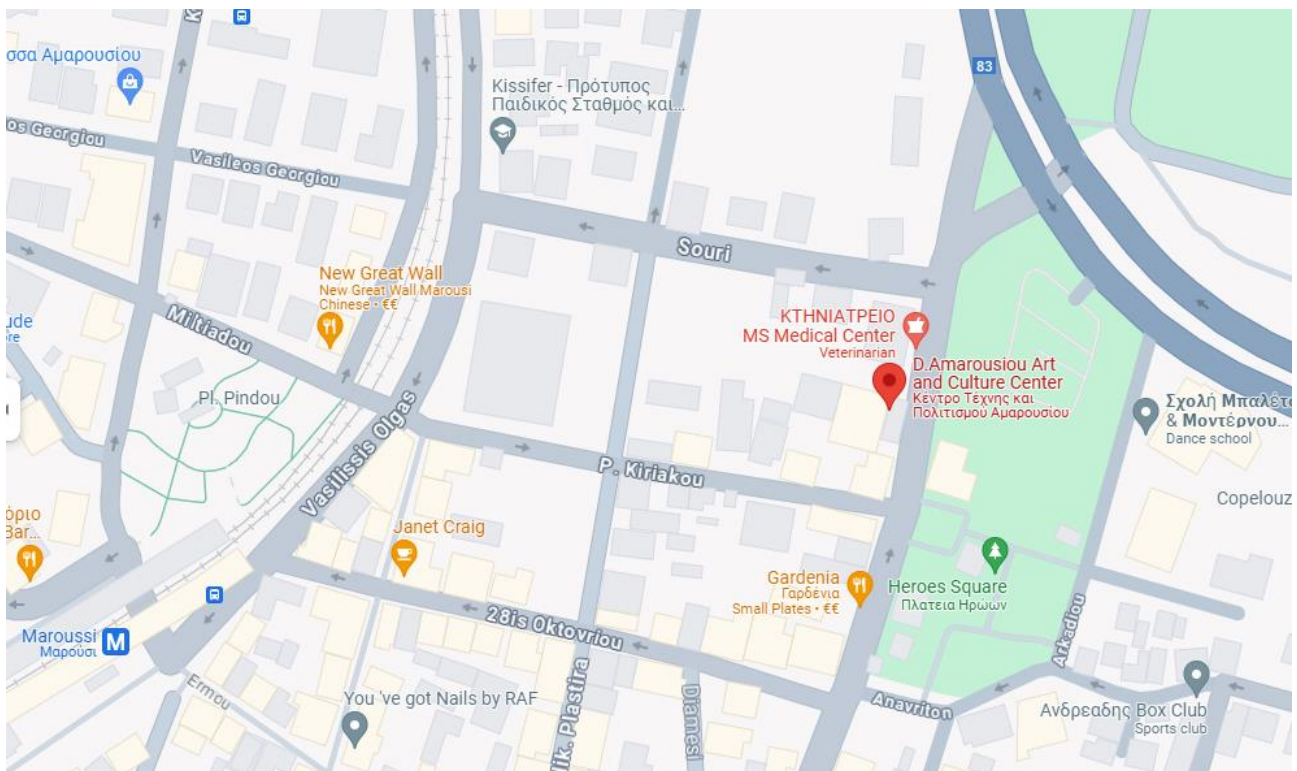 83
σσα Αμαρουσίου
Kissifer - Πρότυπος
Παιδικός Σταθμός και...
os Georgiou
Vasileos Georgiou
Souri
New Great Wall
New Great Wall Marousi
Chinese • €€
Miltiadou
ude
re
ΚΤΗΝΙΑΤΡΕΙΟ
MS Medical Center
Veterinarian
D.Amarousiou Art
and Culture Center
Κέντρο Τέχνης και
Πολιτισμού Αμαρουσίου
Pl. Pindou
Vasilissis Olgas
Σχολή Μπαλέτο
& Μοντέρνου...
Dance school
P. Kiriakou
Copelouz
όριο
Bar...
Janet Craig
Gardenia
Γαρδένια
Small Plates • €€
Heroes Square
Πλατεια Ηρώων
28is Oktovriou
Arkadiou
Maroussi
Μαρούσι
M
Ermou
You 've got Nails by RAF
Nik. Plastira
Dianesi
Anavriton
Ανδρεαδης Box Club
Sports club